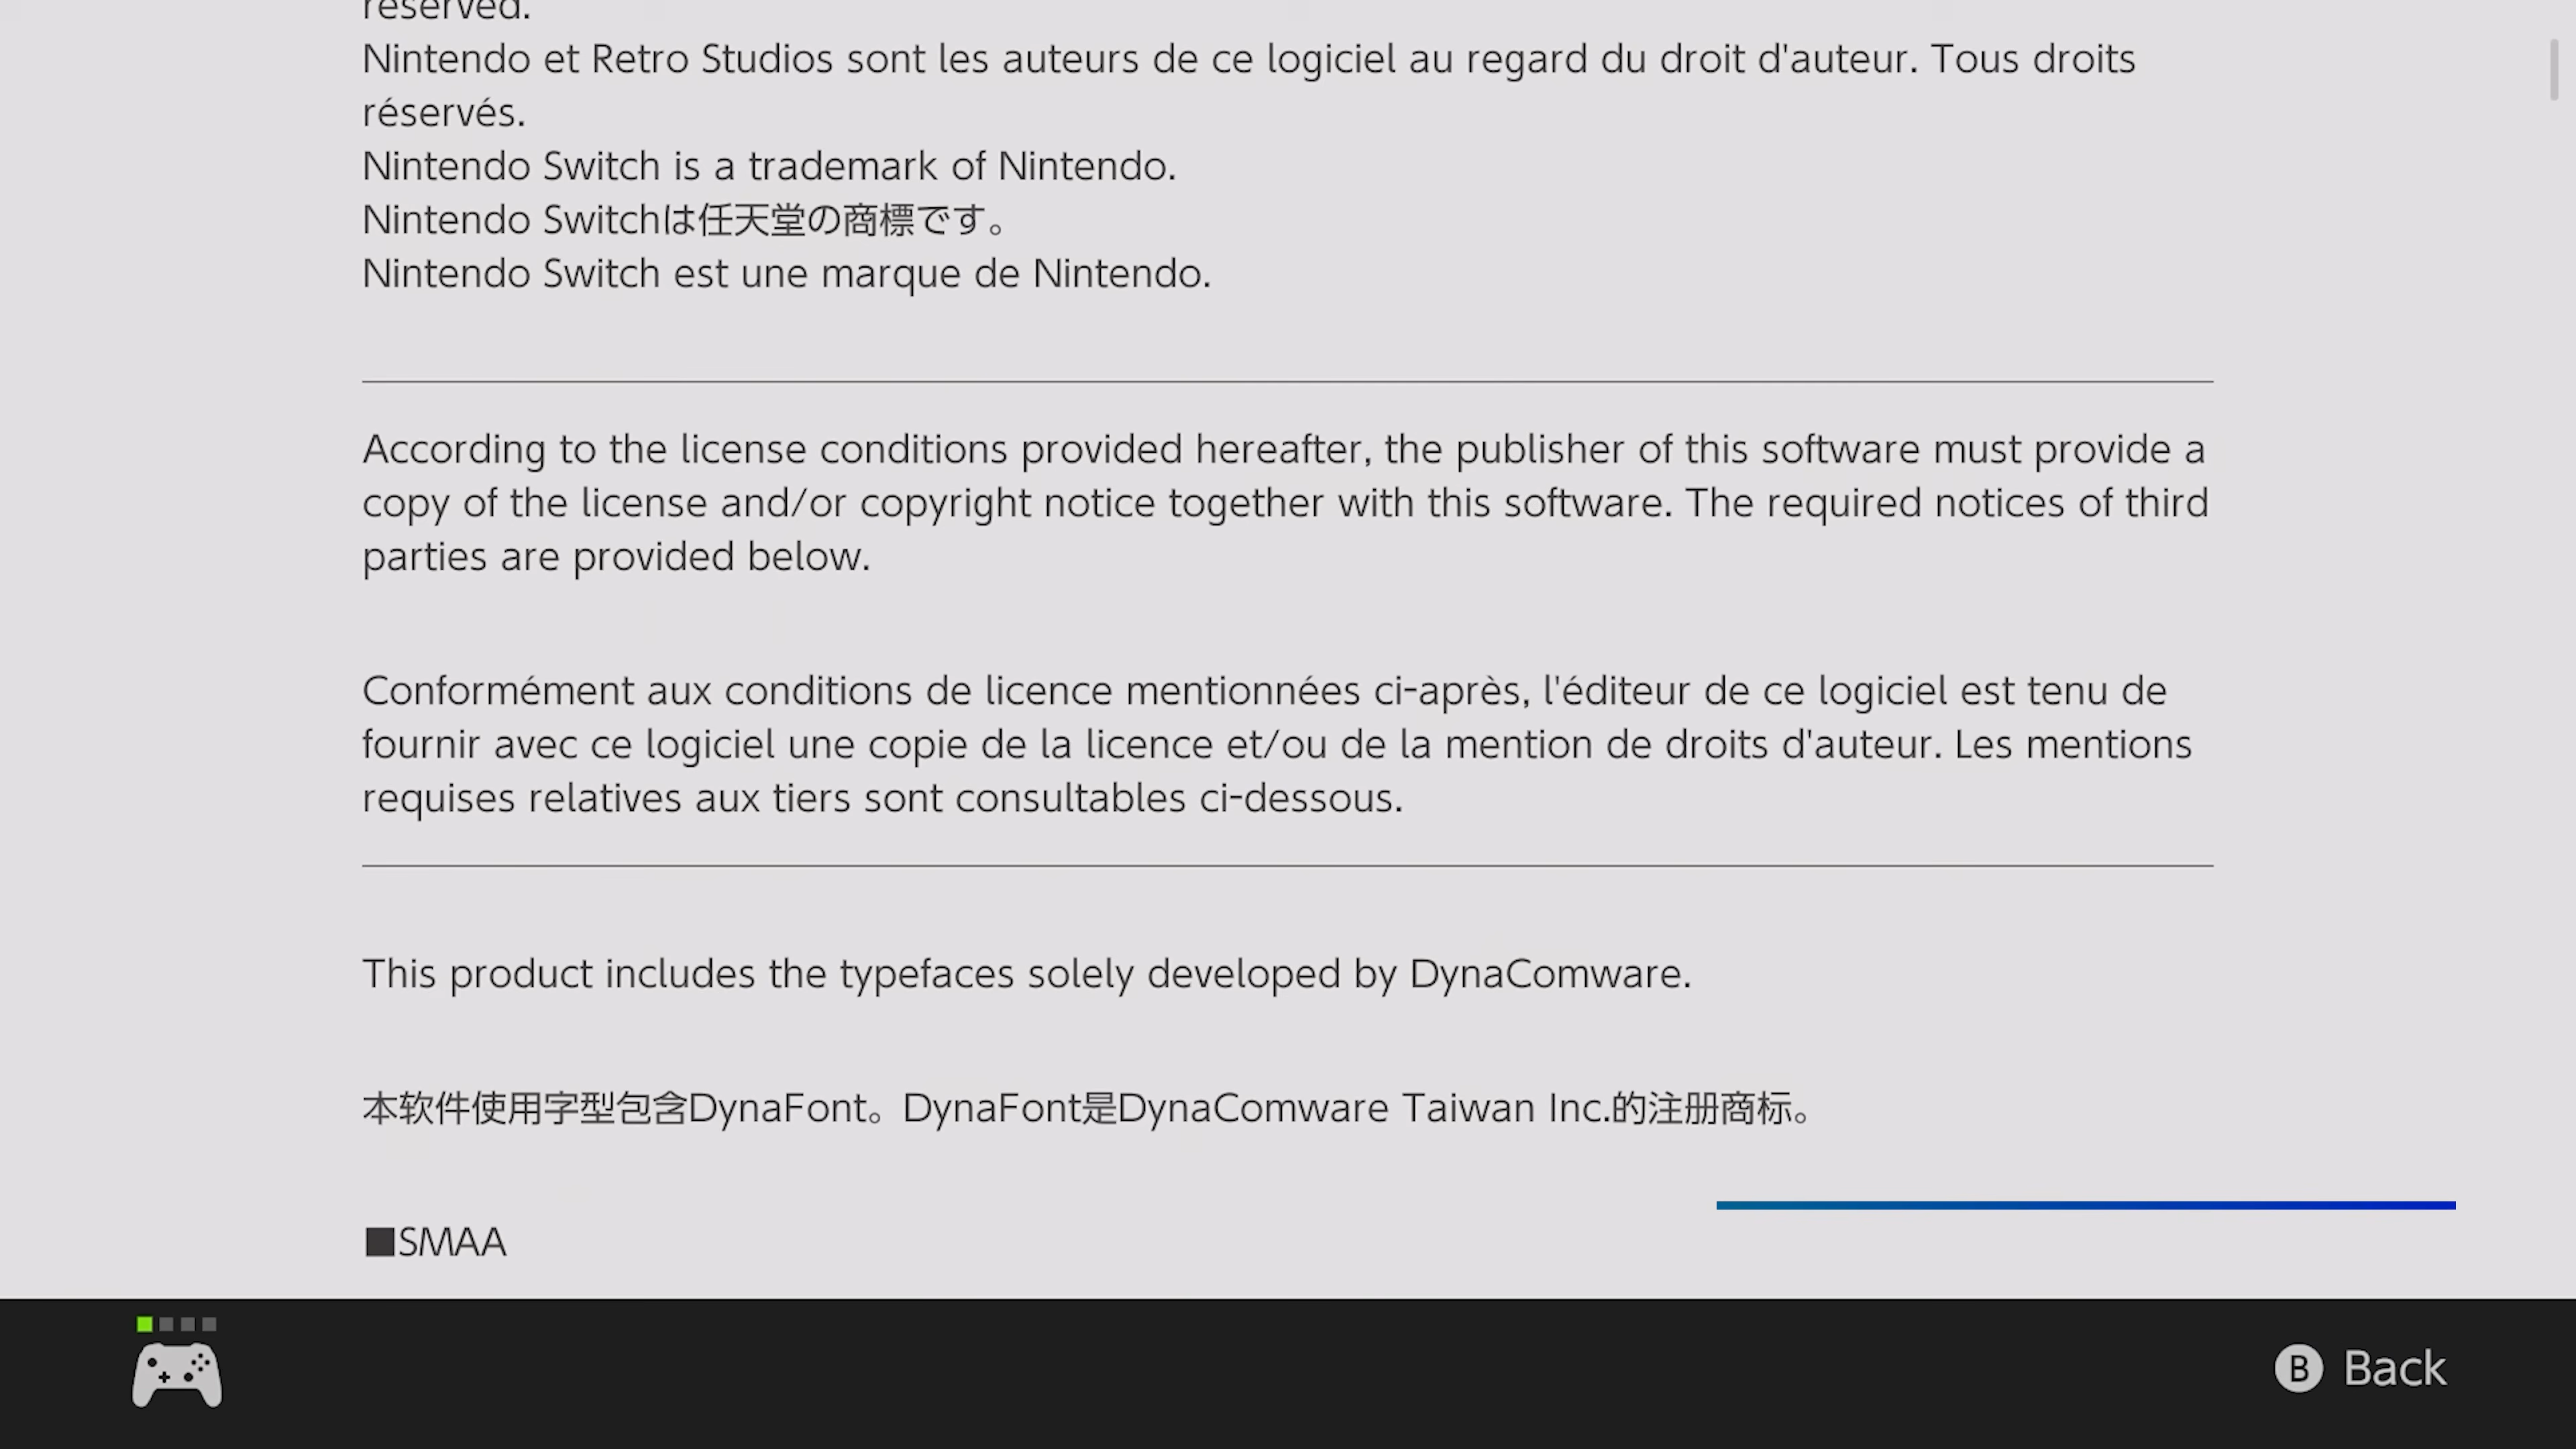 reserved.
Nintendo et Retro Studios sont les auteurs de ce logiciel au regard du droit d'auteur. Tous droits
réservés.
Nintendo Switch is a trademark of Nintendo.
Nintendo Switchは任天堂の商標です。
Nintendo Switch est une marque de Nintendo.
According to the license conditions provided hereafter, the publisher of this software must provide a
copy of the license and/or copyright notice together with this software. The required notices of third
parties are provided below.
Conformément aux conditions de licence mentionnées ci-après, l'éditeur de ce logiciel est tenu de
fournir avec ce logiciel une copie de la licence et/ou de la mention de droits d'auteur. Les mentions
requises relatives aux tiers sont consultables ci-dessous.
This product includes the typefaces solely developed by DynaComware.
本软件使用字型包含DynaFont。DynaFont是DynaComware Taiwan Inc.的注册商标。
■SMAA
B Back